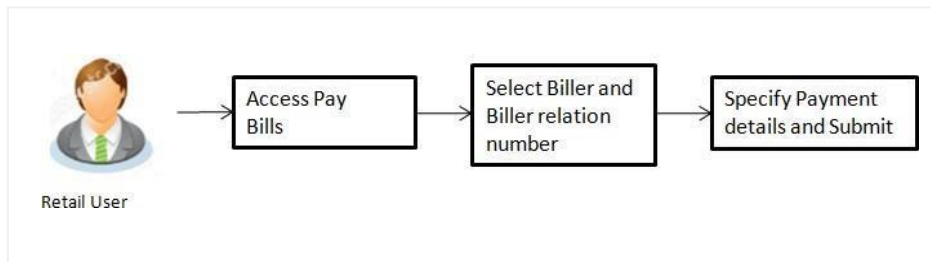 Access Pay
Bills
Select Biller and
Biller relation
number
Specify Payment
details and Submit
Retail User